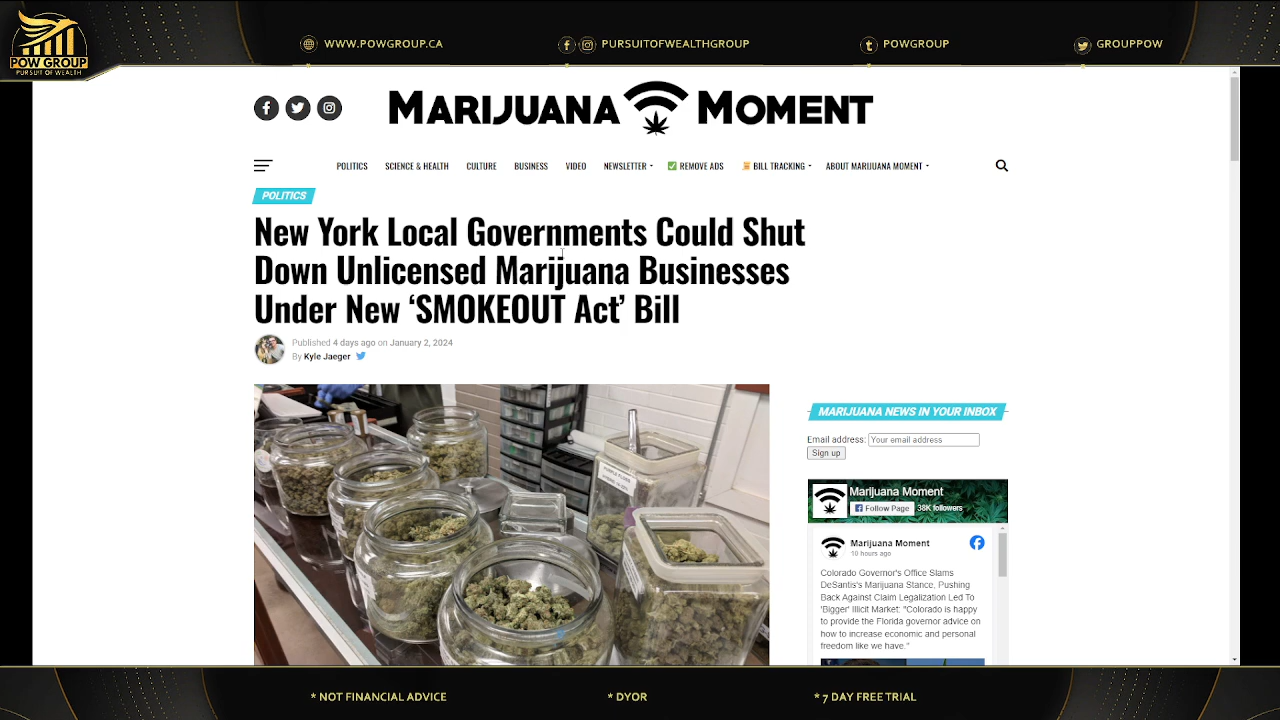 POW GROUP
PURSUIT OF WEALTH
WWW.POWGROUP.CA
PURSUITOFWEALTHGROUP
POWGROUP
GROUPPOW
MARIJUANA MOMENT
POLITICS SCIENCE & HEALTH CULTURE BUSINESS VIDEO NEWSLETTER REMOVE ADS BILL TRACKING ABOUT MARIJUANA MOMENT
POLITICS
New York Local Governments Could Shut
Down Unlicensed Marijuana Businesses
Under New ‘SMOKEOUT Act’ Bill
Published 4 days ago on January 2, 2024
By Kyle Jaeger
MARIJUANA NEWS IN YOUR INBOX
Email address: Your email address
Sign up
Marijuana Moment
Follow Page 38K followers
Marijuana Moment
10 hours ago
Colorado Governor's Office Slams
DeSantis's Marijuana Stance, Pushing
Back Against Claim Legalization Led To
'Bigger' Illicit Market: "Colorado is happy
to provide the Florida governor advice on
how to increase economic and personal
freedom like we have."
* NOT FINANCIAL ADVICE
* DYOR
* 7 DAY FREE TRIAL